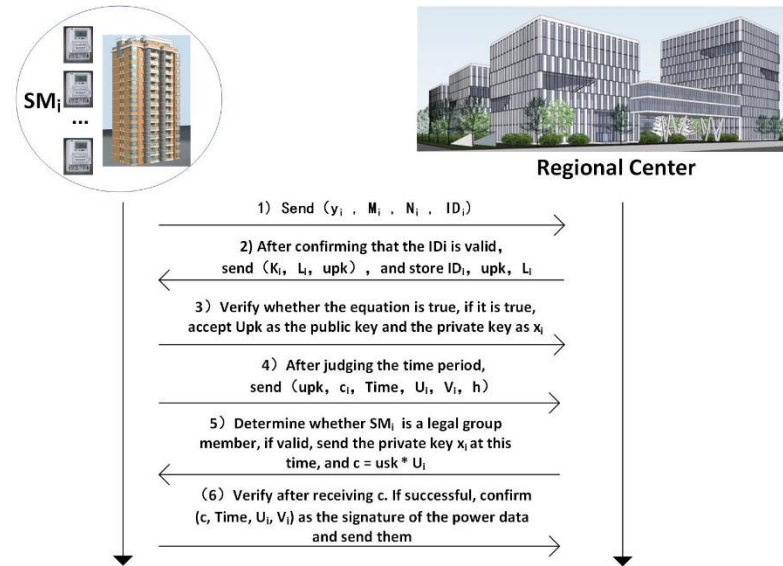 SMi
...
Regional Center
1) Send (yi , Mi , Ni , IDi)
2) After confirming that the IDi is valid,
send (Ki, Li, upk) , and store IDi, upk, Li
3) Verify whether the equation is true, if it is true,
accept Upk as the public key and the private key as xi
4) After judging the time period,
send (upk, ci, Time, Ui, Vi, h)
5) Determine whether SMi is a legal group
member, if valid, send the private key xi at this
time, and c = usk * Ui
(6) Verify after receiving c. If successful, confirm
(c, Time, Ui, Vi) as the signature of the power data
and send them